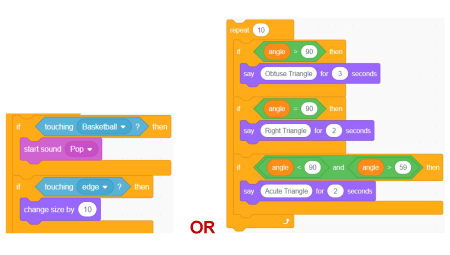 if touching Basketball ? then
start sound Pop
if touching edge ? then
change size by 10
OR
repeat 10
if angle > 90 then
say Obtuse Triangle for 3 seconds
if angle 90 then
say Right Triangle for 2 seconds
if angle < 90 and angle > 59 then
say Acute Triangle for 2 seconds